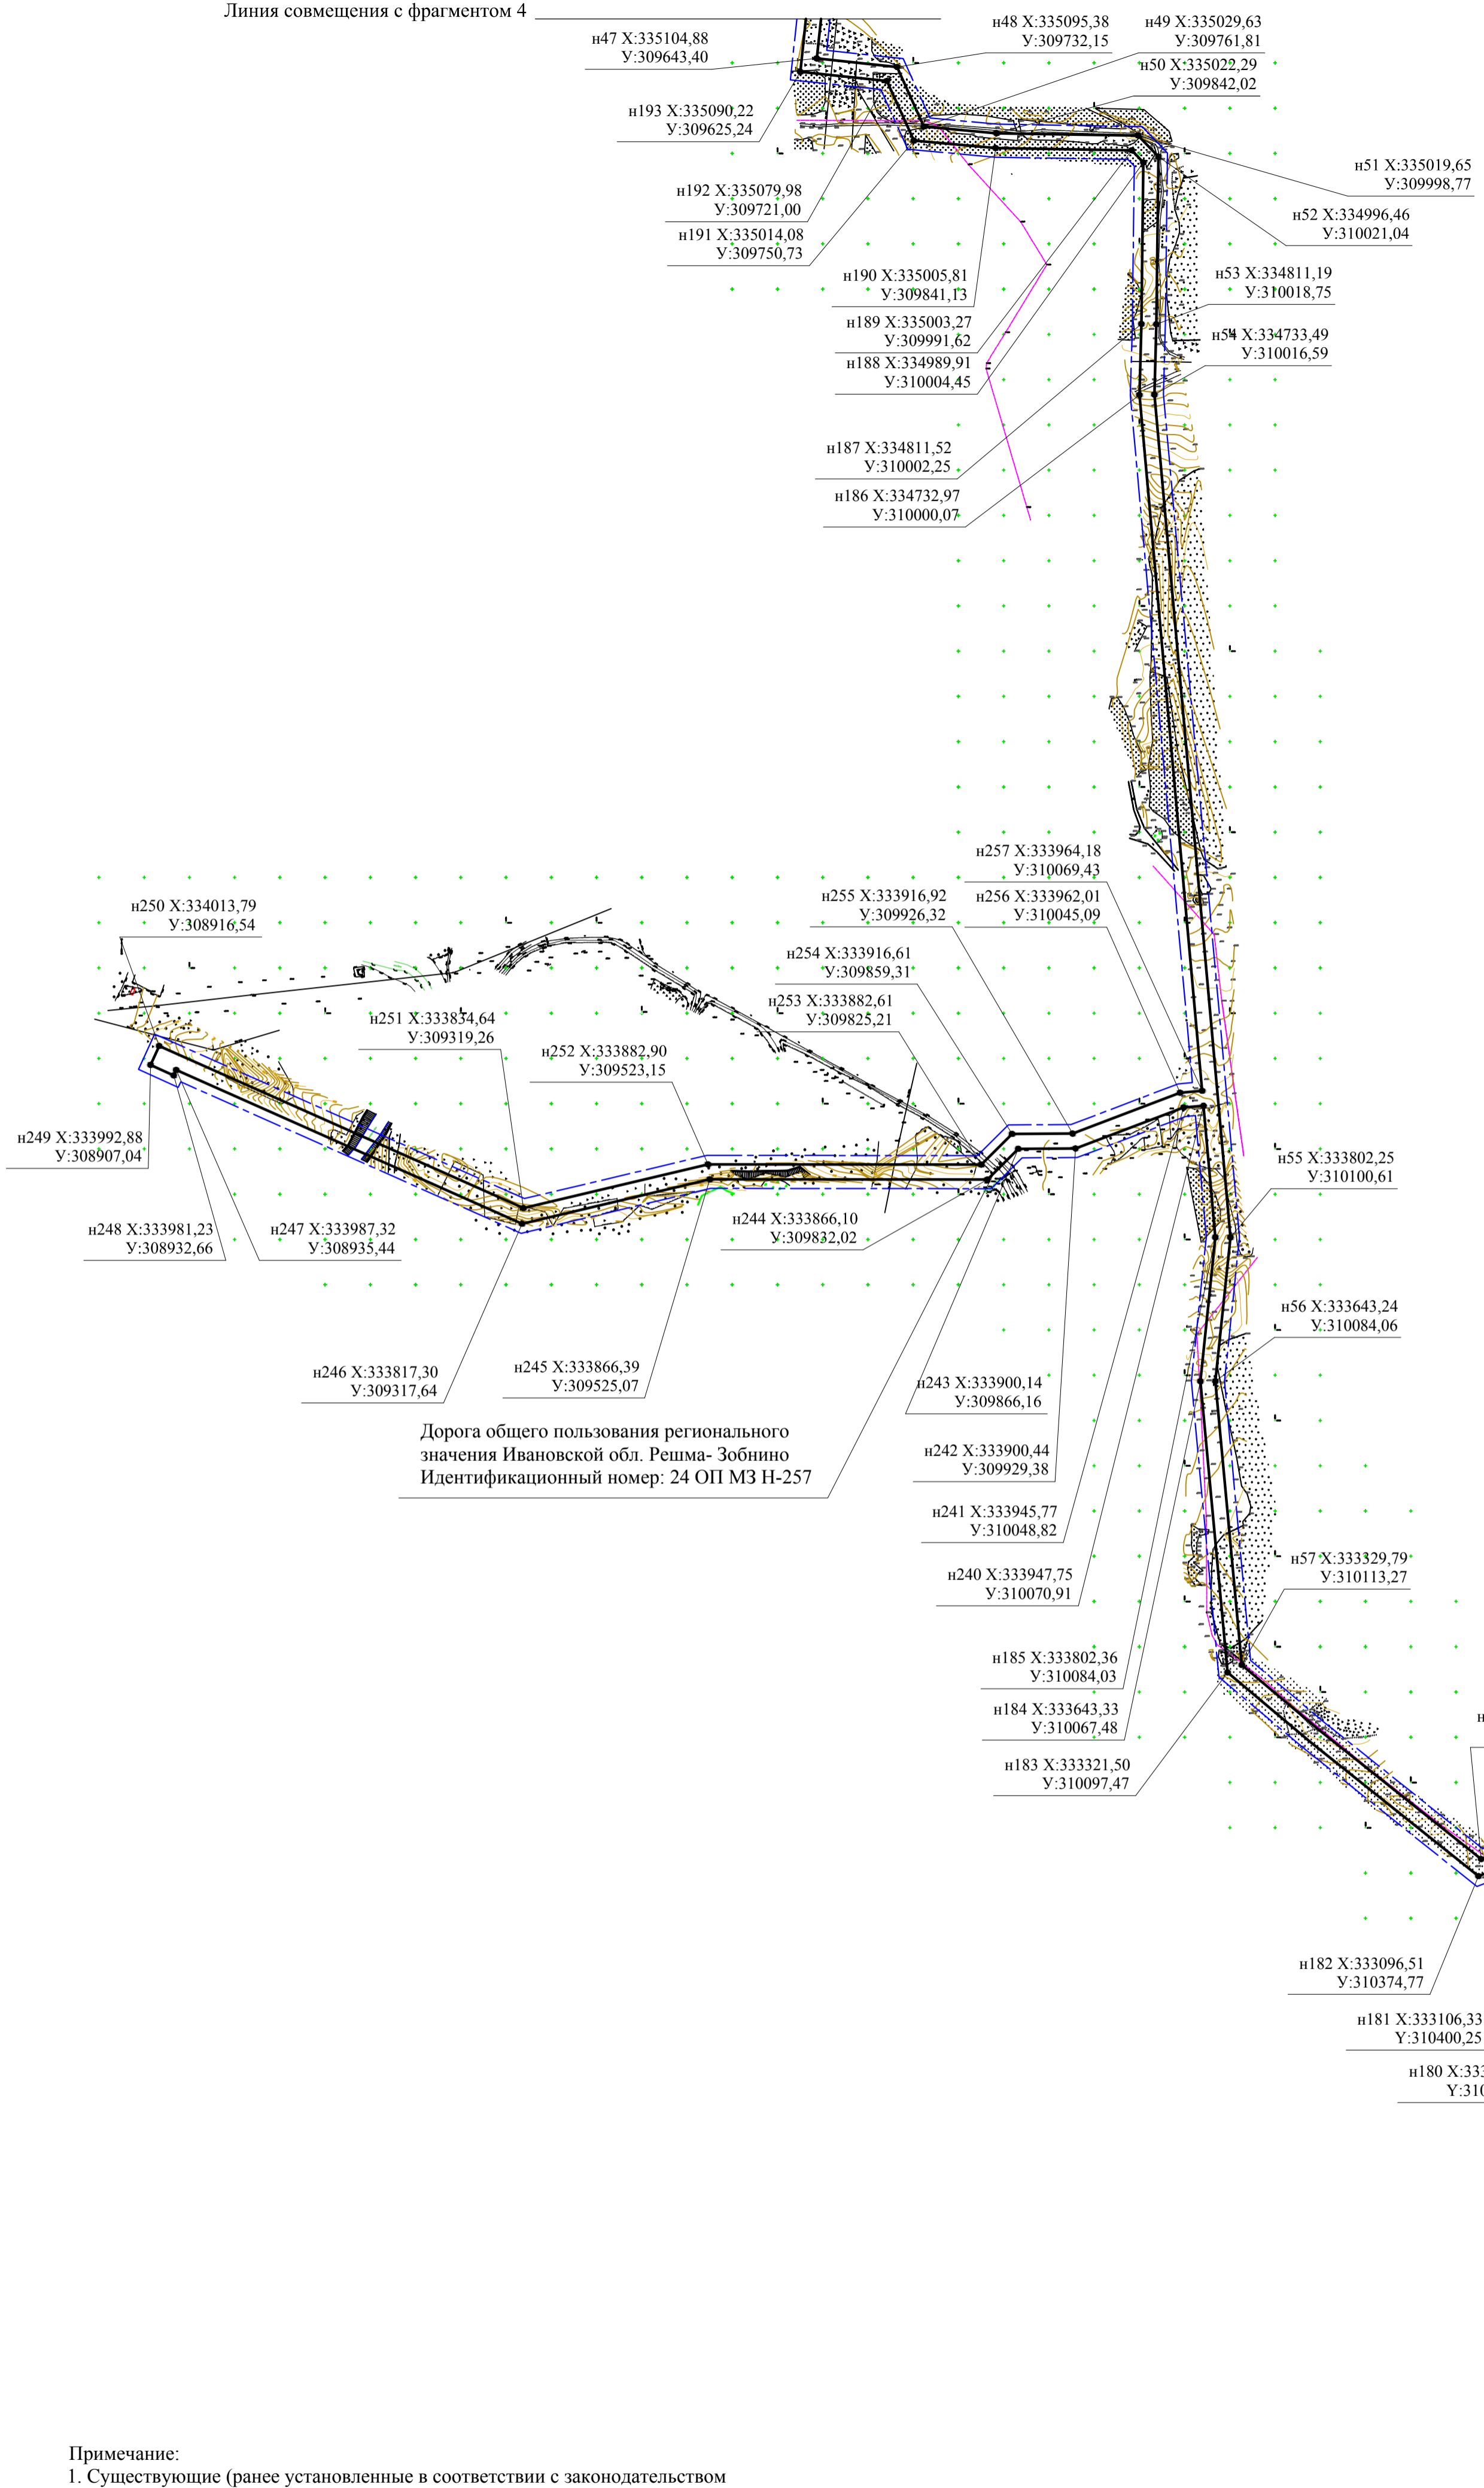 Линия совмещения с фрагментом 4
н47 X:335104,88
У:309643,40
н48 X:335095,38
У:309732,15
н49 X:335029,63
У:309761,81
н50 X:335022,29
У:309842,02
н193 X:335090,22
У:309625,24
н51 X:335019,65
У:309998,77
н192 X:335079,98
У:309721,00
н52 X:334996,46
У:310021,04
н191 X:335014,08
У:309750,73
н190 X:335005,81
У:309841,13
н53 X:334811,19
У:310018,75
н189 X:335003,27
У:309991,62
н54 X:334733,49
У:310016,59
н188 X:334989,91
У:310004,45
н187 X:334811,52
У:310002,25
н186 X:334732,97
У:310000,07
н257 X:333964,18
У:310069,43
н255 X:333916,92
У:309926,32
н256 X:333962,01
У:310045,09
н250 X:334013,79
У:308916,54
н254 X:333916,61
У:309859,31
н253 X:333882,61
У:309825,21
н251 X:333834,64
У:309319,26
н252 X:333882,90
У:309523,15
н249 X:333992,88
У:308907,04
н55 X:333802,25
У:310100,61
н248 X:333981,23
У:308932,66
н247 X:333987,32
У:308935,44
н244 X:333866,10
У:309832,02
н56 X:333643,24
У:310084,06
н246 X:333817,30
У:309317,64
н245 X:333866,39
У:309525,07
н243 X:333900,14
У:309866,16
Дорога общего пользования регионального
значения Ивановской обл. Решма- Зобнино
Идентификационный номер: 24 ОП МЗ Н-257
н242 X:333900,44
У:309929,38
н241 X:333945,77
У:310048,82
н57 X:333329,79
У:310113,27
н240 X:333947,75
У:310070,91
н185 X:333802,36
У:310084,03
н184 X:333643,33
У:310067,48
н183 X:333321,50
У:310097,47
н182 X:333096,51
У:310374,77
н181 X:333106,33
Y:310400,25
н180 X:333
Y:310
Примечание:
1. Существующие (ранее установленные в соответствии с законодательством